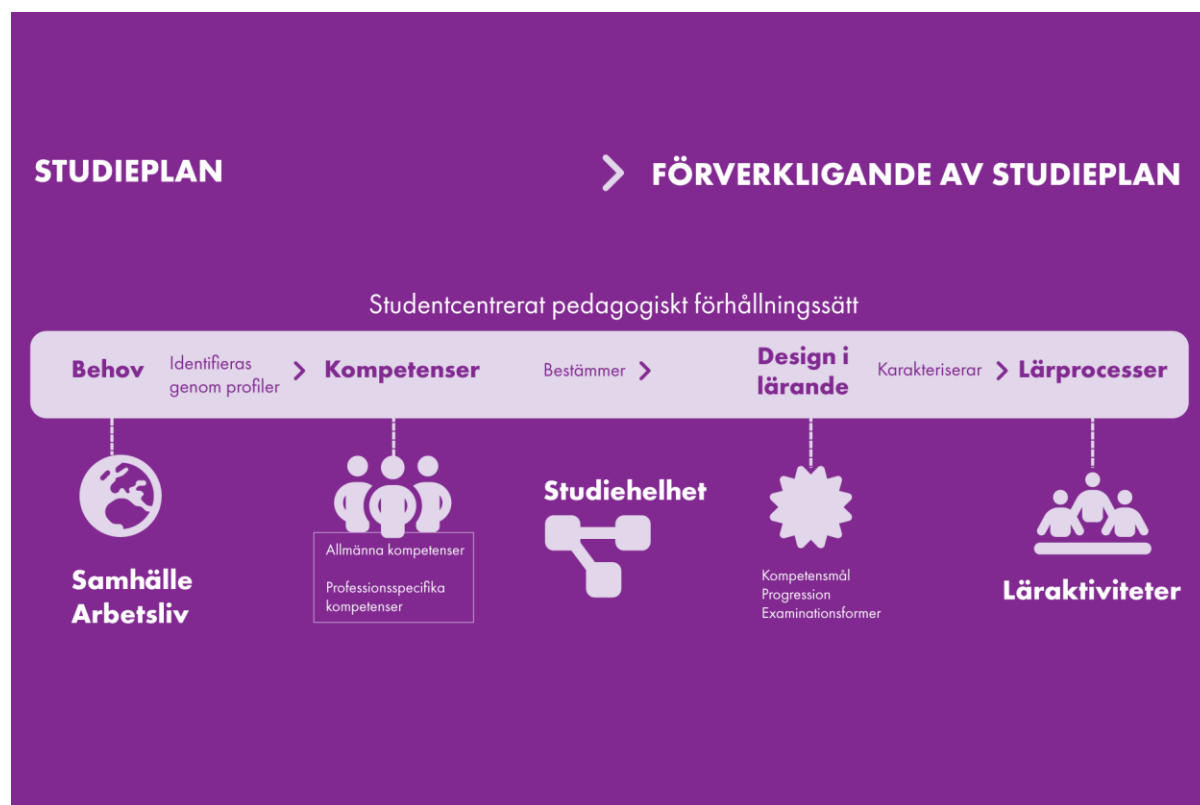 STUDIEPLAN
FÖRVERKLIGANDE AV STUDIEPLAN
Studentcentrerat pedagogiskt förhållningssätt
Behov
Identifieras
genom profiler
Kompetenser
Bestämmer
Design i
lärande
Karakteriserar
Lärprocesser
Samhälle
Arbetsliv
Allmänna kompetenser
Professionsspecifika
kompetenser
Studiehelhet
Kompetensmål
Progression
Examinationsformer
Läraktiviteter